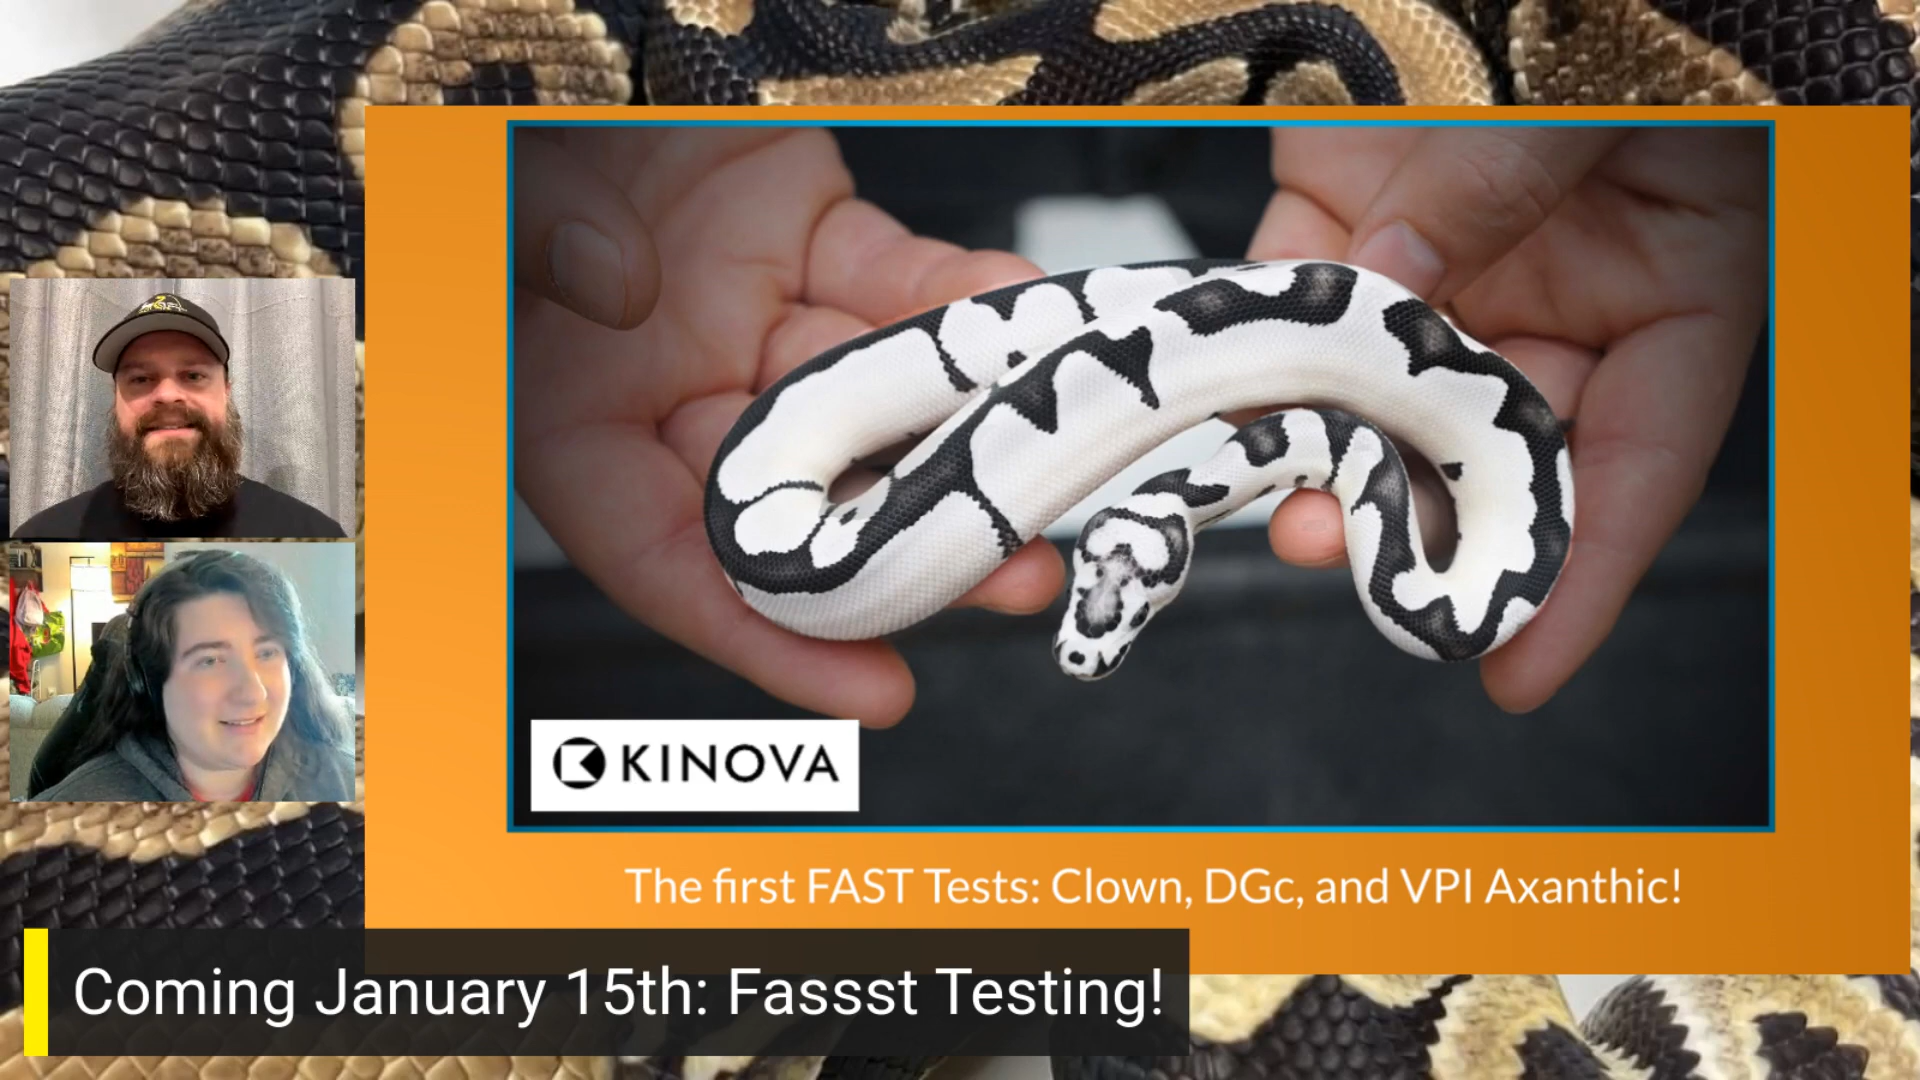 KINOVA
The first FAST Tests: Clown, DGc, and VPI Axanthic!
Coming January 15th: Fassst Testing!